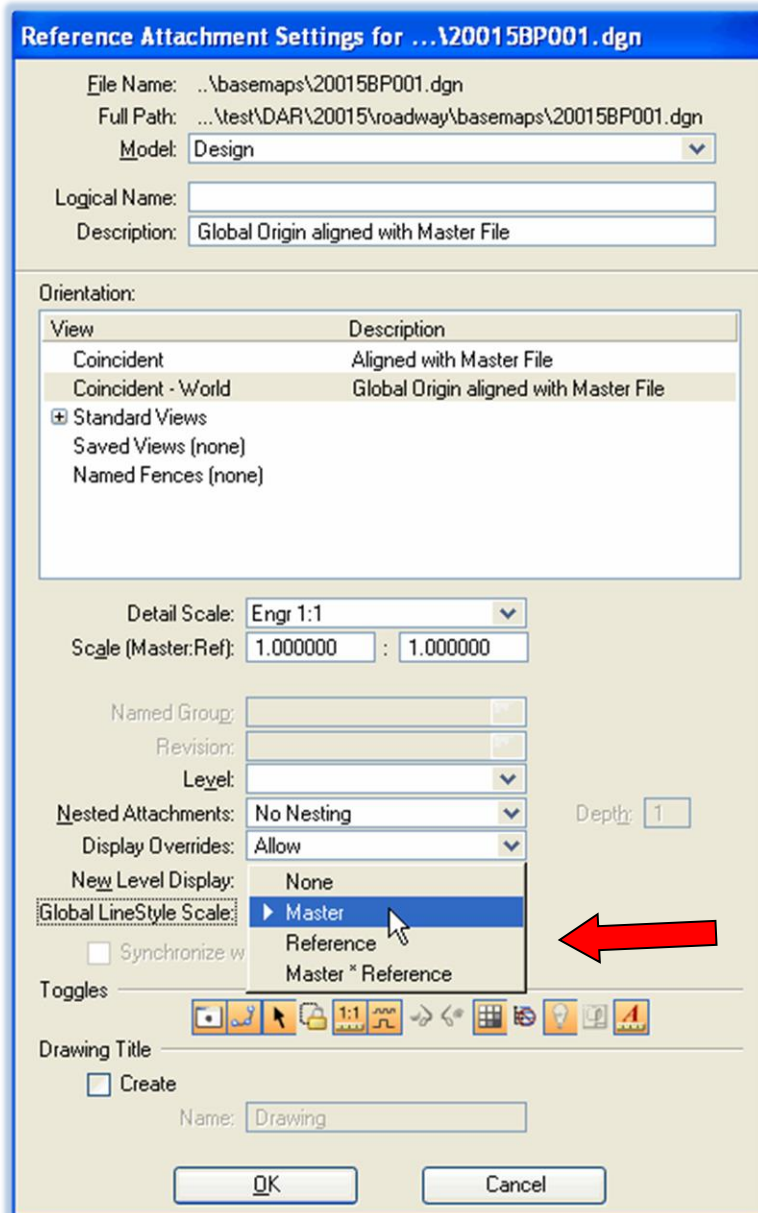 Reference Attachment Settings for ...\20015BP001.dgn
File Name: ..\basemaps\20015BP001.dgn
Full Path: ...\test\DAR\20015\roadway\basemaps\20015BP001.dgn
Model: Design
Logical Name:
Description: Global Origin aligned with Master File
Orientation:
View Description
Coincident Aligned with Master File
Coincident - World Global Origin aligned with Master File
Standard Views
Saved Views (none)
Named Fences (none)
Detail Scale: Engr 1:1
Scale (Master:Ref): 1.000000 : 1.000000
Named Group:
Revision:
Level:
Nested Attachments: No Nesting Depth: 1
Display Overrides: Allow
New Level Display: None
Global LineStyle Scale: Master
Reference
Synchronize w
Master * Reference
Toggles
1:1 A
Drawing Title
Create
Name: Drawing
OK Cancel